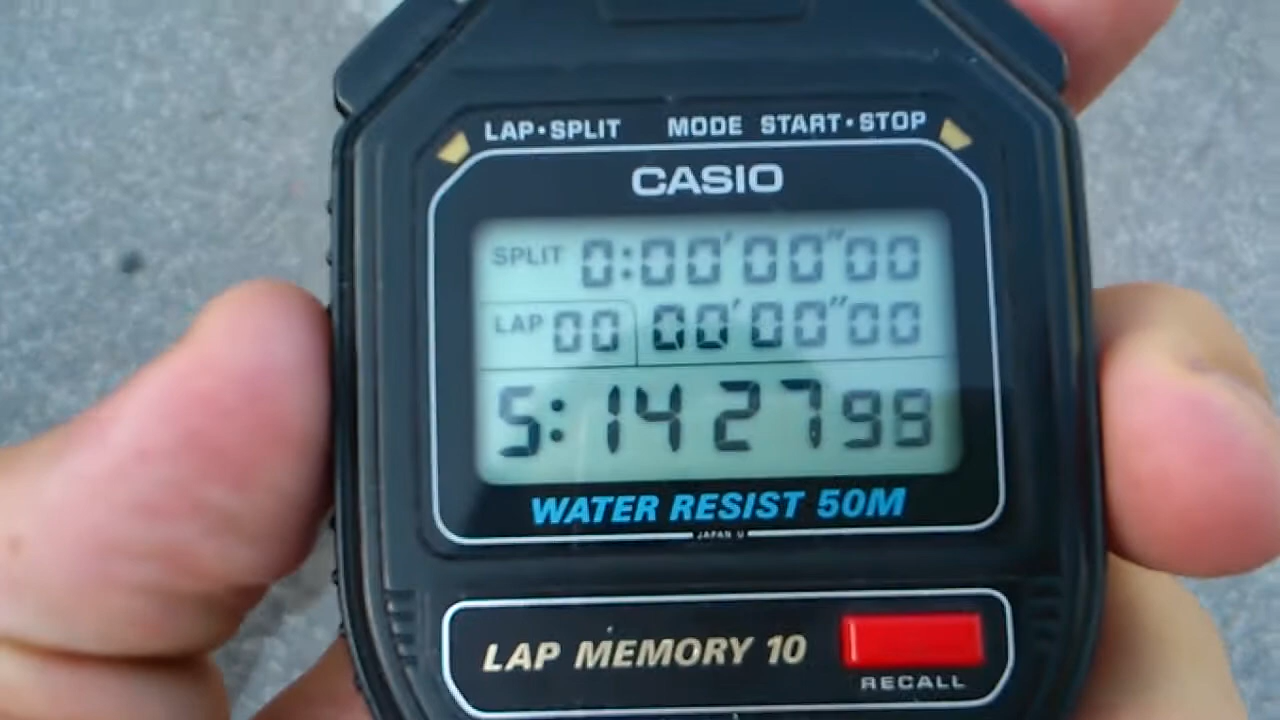 LAP•SPLIT MODE START•STOP
CASIO
SPLIT 0:00'00"00
LAP 00 00'00"00
5:14 27 98
WATER RESIST 50M
JAPAN U
LAP MEMORY 10
RECALL